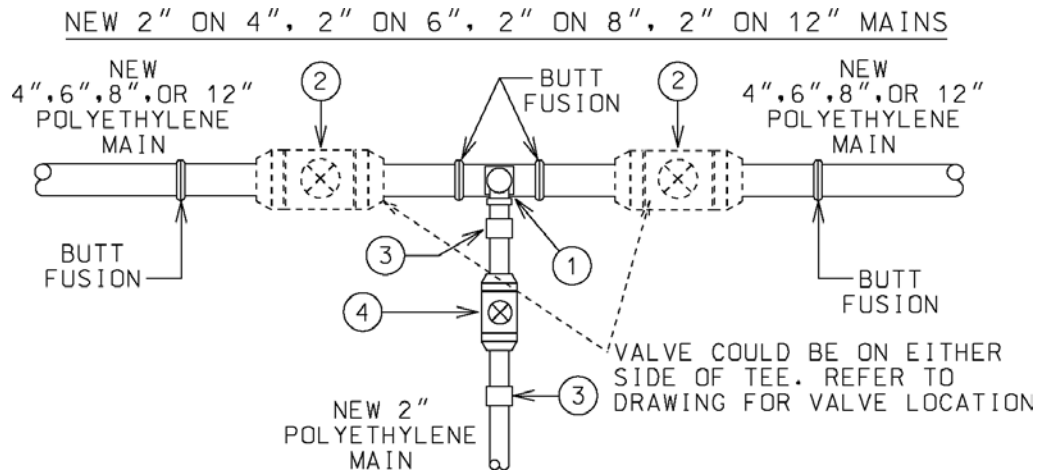 NEW 2" ON 4", 2" ON 6", 2" ON 8", 2" ON 12" MAINS
NEW
4",6",8",OR 12"
POLYETHYLENE
MAIN
2
BUTT
FUSION
2
NEW
4",6",8",OR 12"
POLYETHYLENE
MAIN
BUTT
FUSION
3
1
BUTT
FUSION
4
VALVE COULD BE ON EITHER
SIDE OF TEE. REFER TO
DRAWING FOR VALVE LOCATION
3
NEW 2"
POLYETHYLENE
MAIN